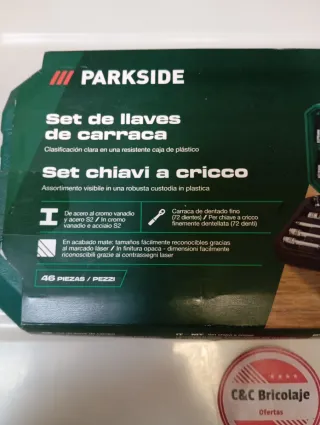 PARKSIDE
Set de llaves
de carraca
Clasificación clara en una resistente caja de plástico
Set chiavi a cricco
Assortimento visibile in una robusta custodia in plastica
De acero al cromo vanadio
y acero S2 / In cromo
vanadio e acciaio S2
Carraca de dentado fino
(72 dientes) / Per chiave a cricco
finemente dentellata (72 denti)
En acabado mate: tamaños fácilmente reconocibles gracias
al marcado láser / In finitura opaca - dimensioni facilmente
riconoscibili grazie ai contrassegni laser
46 PIEZAS / PEZZI
C&C Bricolaje
Ofertas